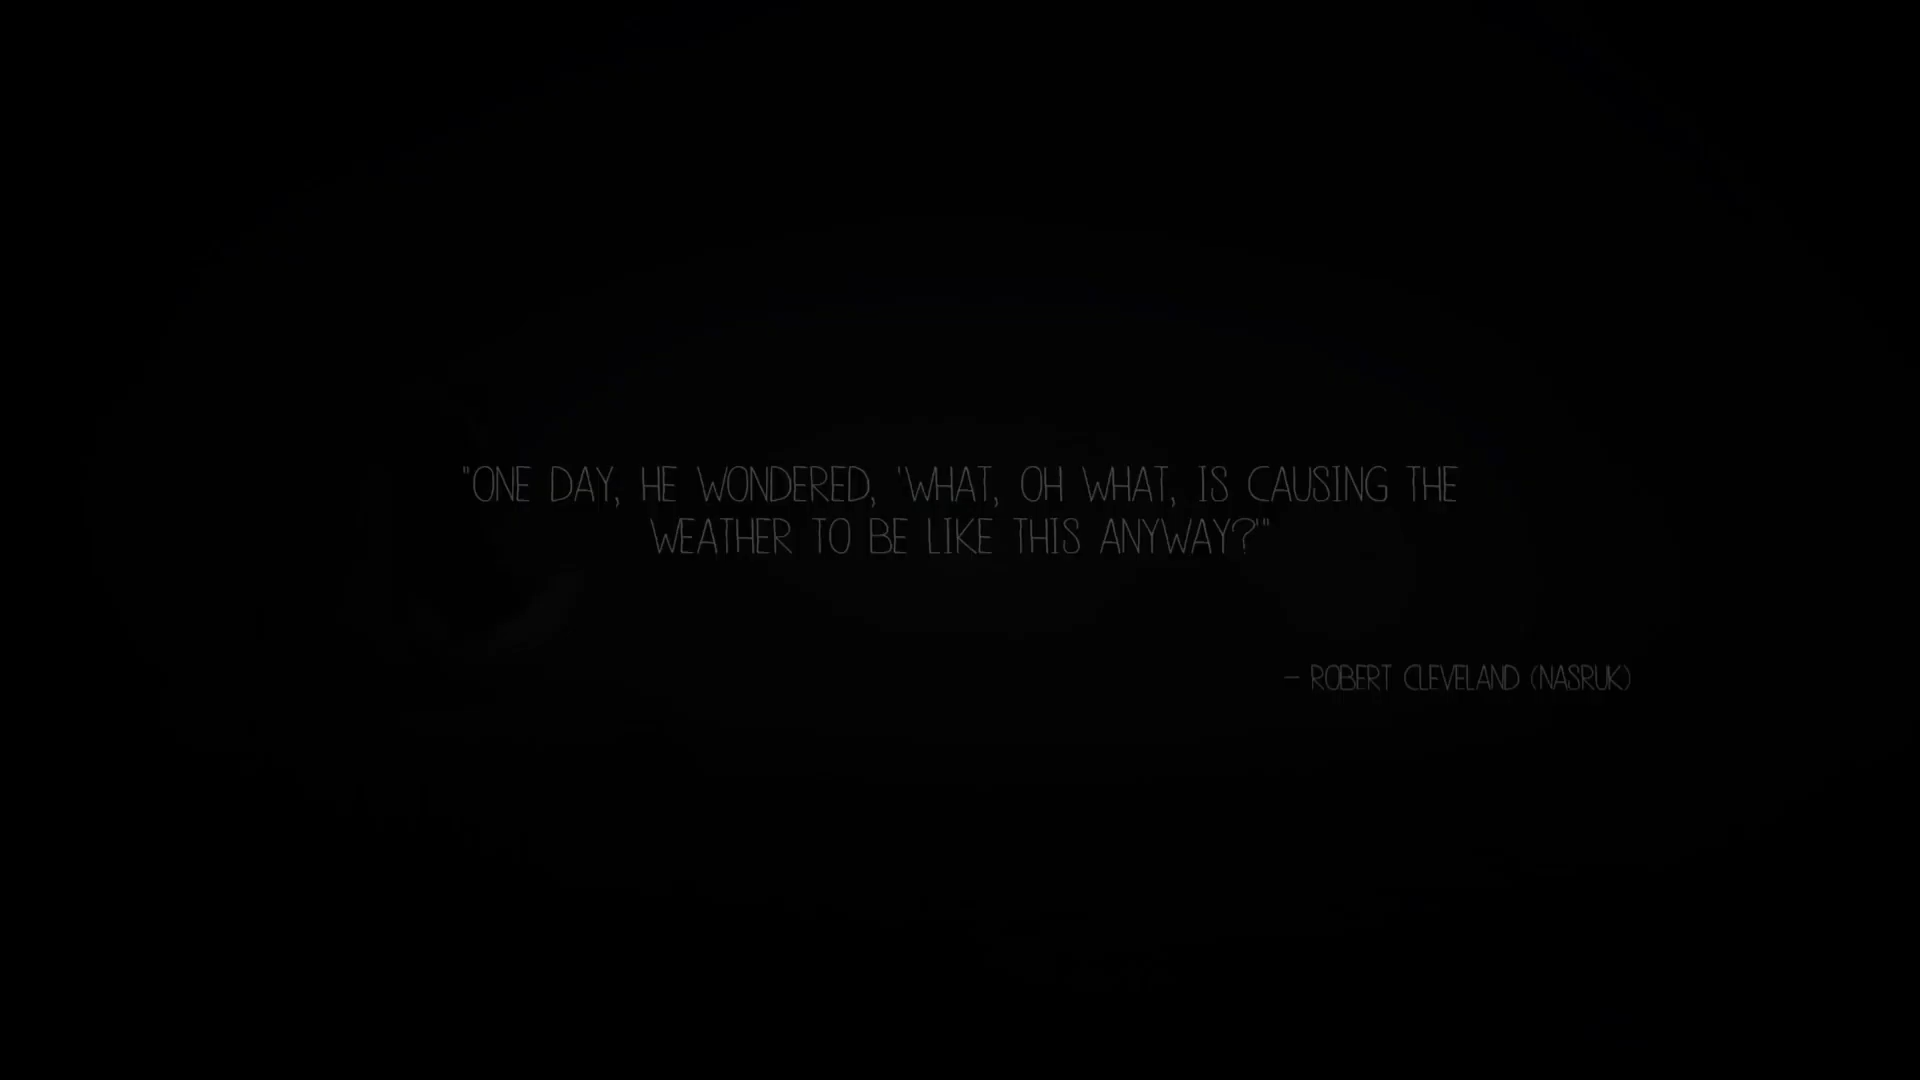 "ONE DAY, HE WONDERED, 'WHAT, OH WHAT, IS CAUSING THE
WEATHER TO BE LIKE THIS ANYWAY?'"
– ROBERT CLEVELAND (NASRUK)